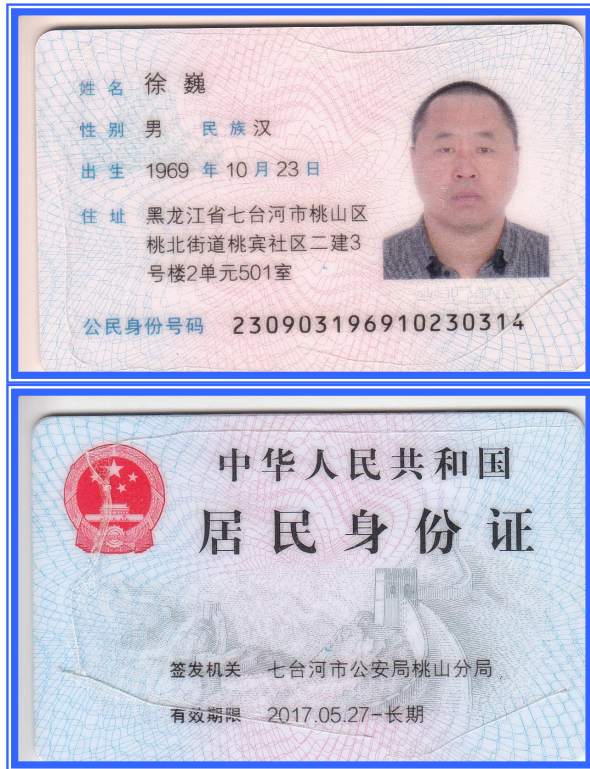 姓名 徐巍
性别 男 民族 汉
出生 1969 年 10 月 23 日
住址 黑龙江省七台河市桃山区
桃北街道桃宾社区二建3
号楼2单元501室
公民身份号码 230903196910230314
中华人民共和国
居民身份证
签发机关 七台河市公安局桃山分局
有效期限 2017.05.27-长期